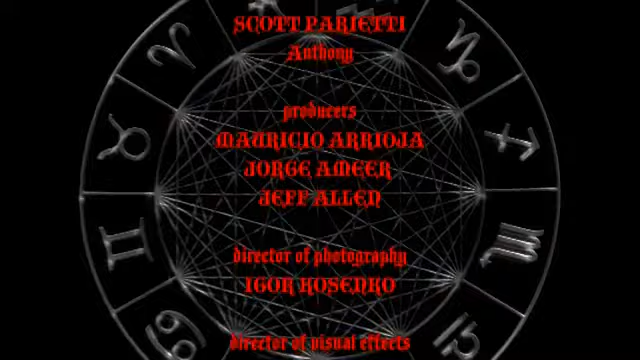 SCOTT PARIETTI
Anthony
producers
MAURICIO ARRIOJA
JORGE AMEER
JEFF ALLEN
director of photography
IGOR KOSENKO
director of visual effects